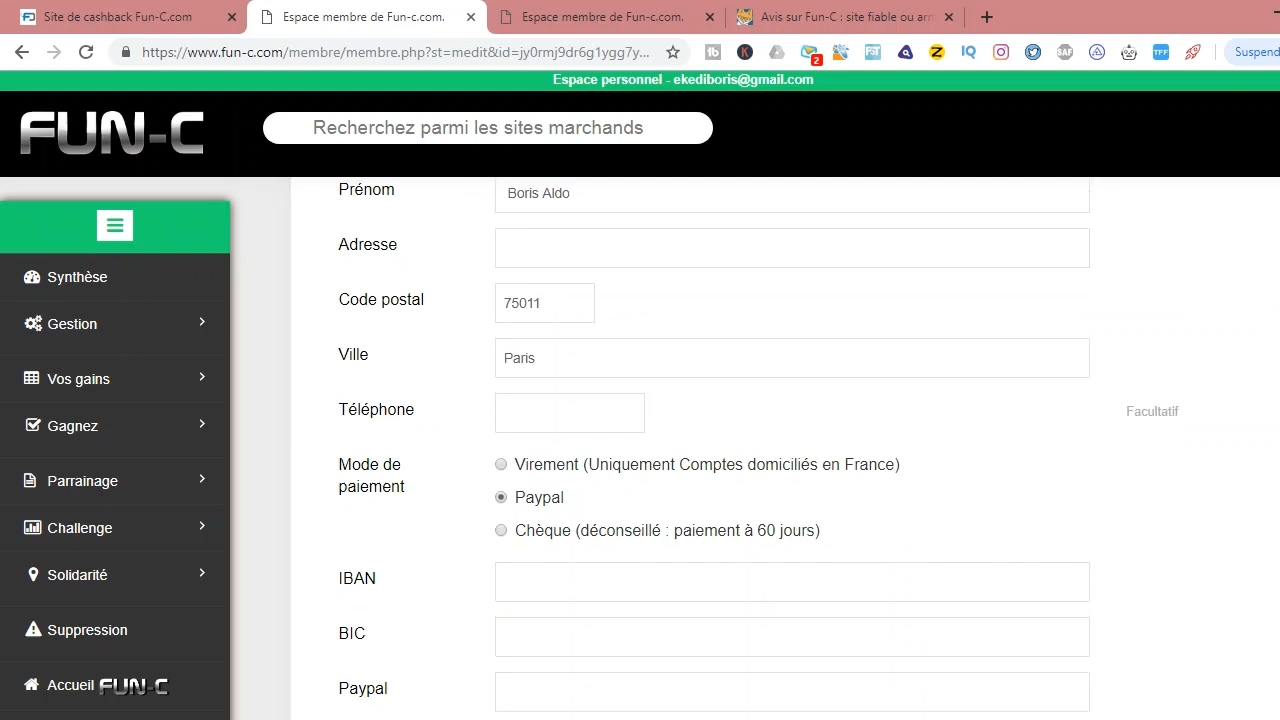 Site de cashback Fun-C.com
Espace membre de Fun-c.com.
Espace membre de Fun-c.com.
Avis sur Fun-C : site fiable ou arn
https://www.fun-c.com/membre/membre.php?st=medit&id=jy0rmj9dr6g1ygg7y...
2
Suspend
Espace personnel - ekediboris@gmail.com
FUN-C
Recherchez parmi les sites marchands
Prénom
Boris Aldo
Adresse
Code postal
75011
Ville
Paris
Téléphone
Facultatif
Mode de
paiement
Virement (Uniquement Comptes domiciliés en France)
Paypal
Chèque (déconseillé : paiement à 60 jours)
IBAN
BIC
Paypal
Synthèse
Gestion
Vos gains
Gagnez
Parrainage
Challenge
Solidarité
Suppression
Accueil FUN-C